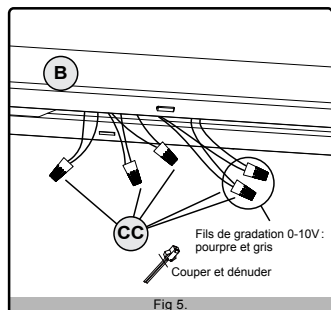 B
CC
Fils de gradation 0-10V:
pourpre et gris
Couper et dénuder
Fig 5.